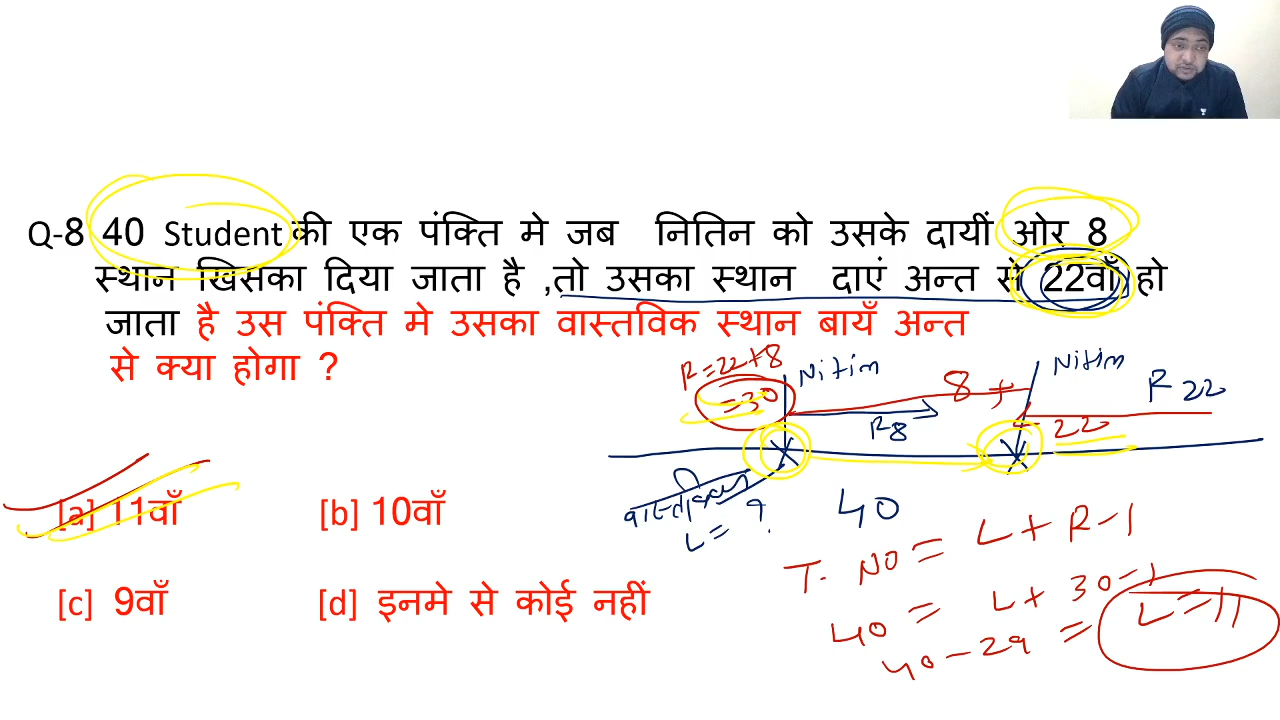 Q-8 40 Student की एक पंक्ति मे जब नितिन को उसके दायीं ओर 8
स्थान खिसका दिया जाता है ,तो उसका स्थान दाएं अन्त से 22वाँ हो
जाता है उस पंक्ति मे उसका वास्तविक स्थान बायँ अन्त
से क्या होगा ?
R=22+8
=30
Nitin
8
R8
Nitin
R 22
22
वास्तविक
L = ?
40
[a] 11वाँ [b] 10वाँ
[c] 9वाँ [d] इनमे से कोई नहीं
T. NO = L + R-1
40 = L + 30-1
40-29 = L=11